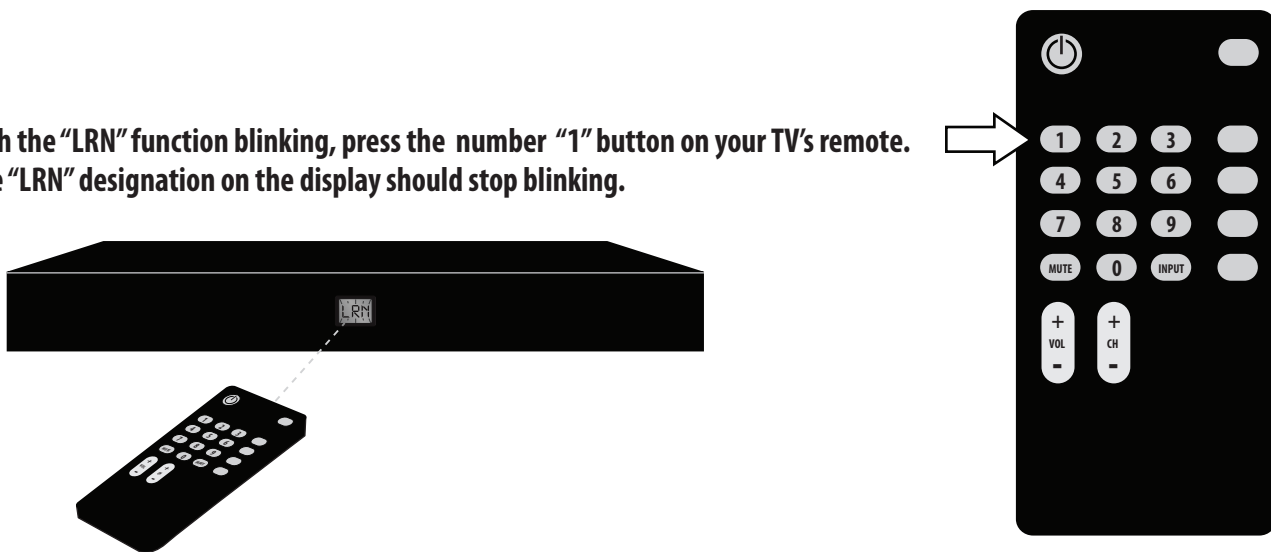 h the “LRN” function blinking, press the number “1” button on your TV’s remote.
e “LRN” designation on the display should stop blinking.
LRN
1 2 3
4 5 6
7 8 9
MUTE 0 INPUT
+ +
VOL CH
- -